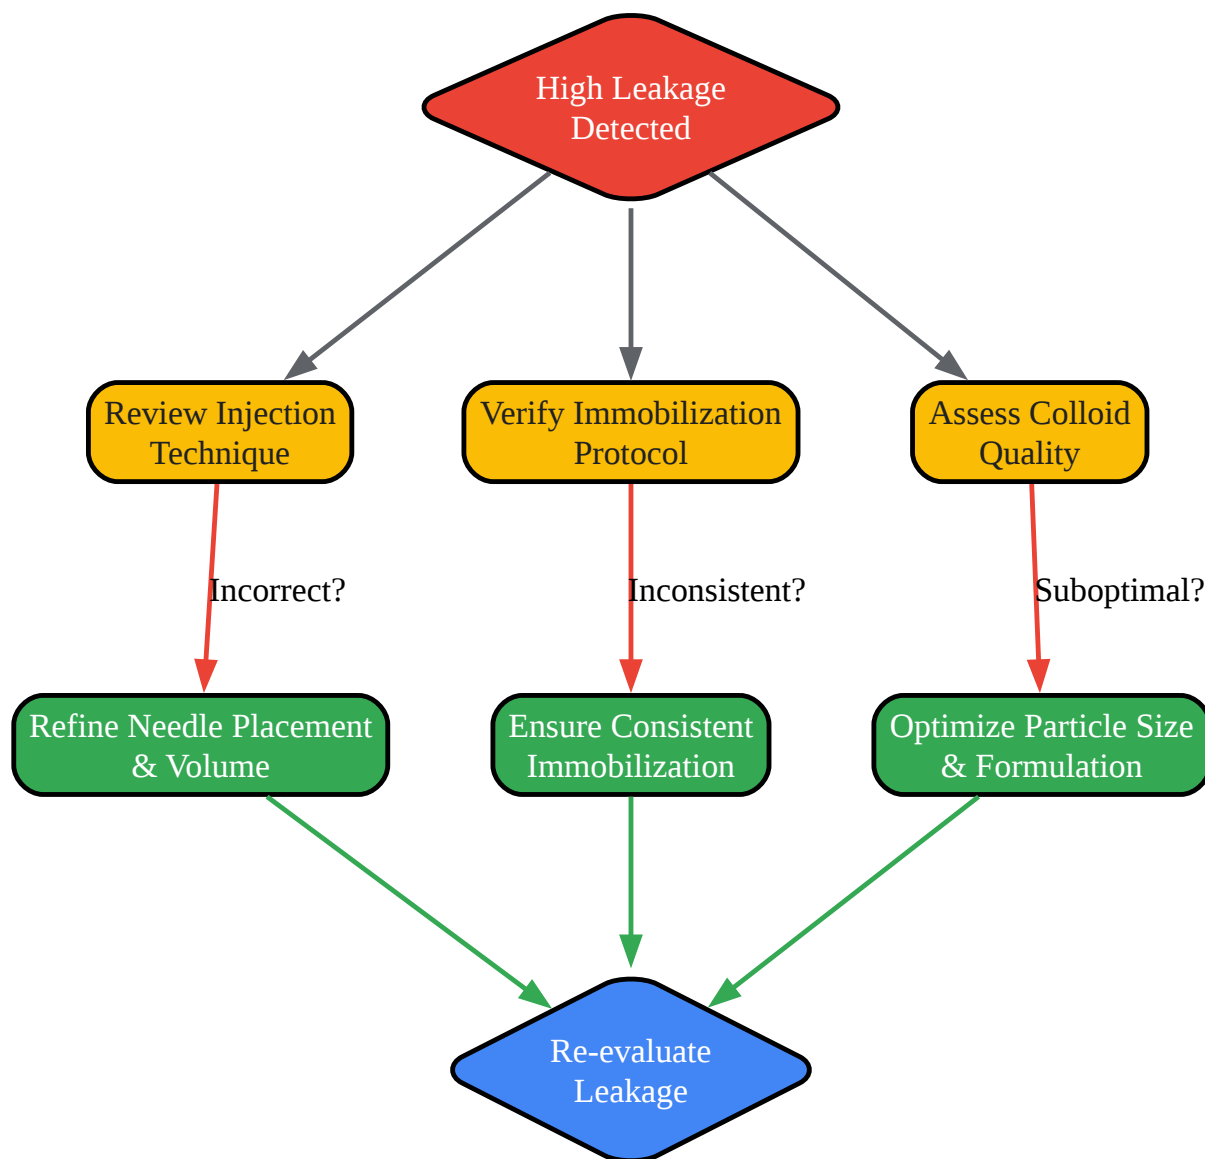 High Leakage
Detected
Review Injection
Technique
Verify Immobilization
Protocol
Assess Colloid
Quality
Incorrect?
Inconsistent?
Suboptimal?
Refine Needle Placement
& Volume
Ensure Consistent
Immobilization
Optimize Particle Size
& Formulation
Re-evaluate
Leakage